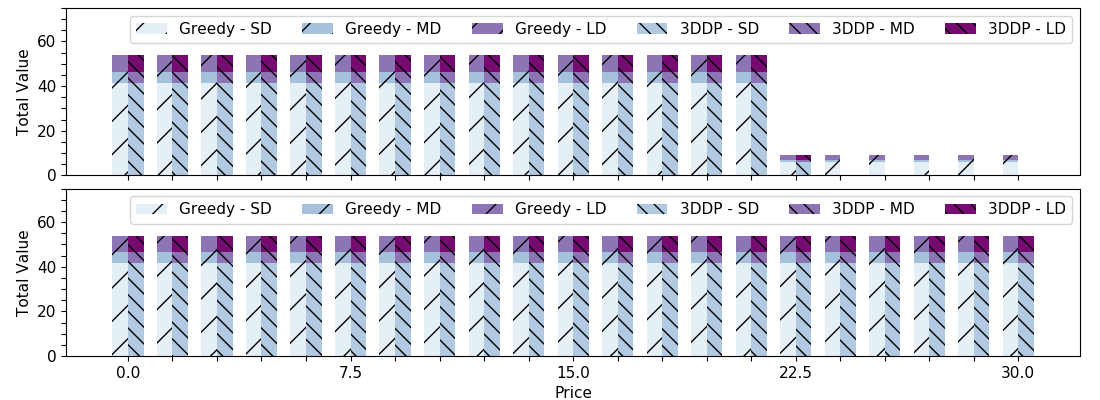 Greedy - SD Greedy - MD Greedy - LD 3DDP - SD 3DDP - MD 3DDP - LD
Total Value
60
40
20
0
Greedy - SD Greedy - MD Greedy - LD 3DDP - SD 3DDP - MD 3DDP - LD
Total Value
60
40
20
0
0.0 7.5 15.0 22.5 30.0
Price